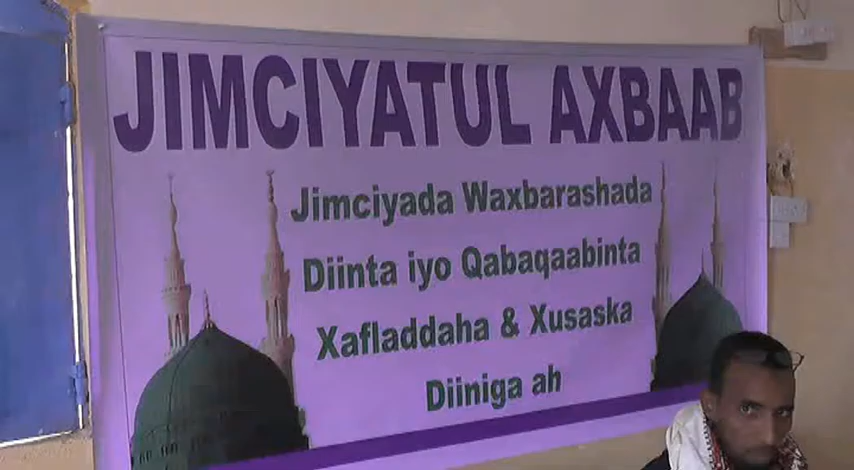 JIMCIYATUL AXBAAB
Jimciyada Waxbarashada
Diinta iyo Qabaqaabinta
Xafladdaha & Xusaska
Diiniga ah